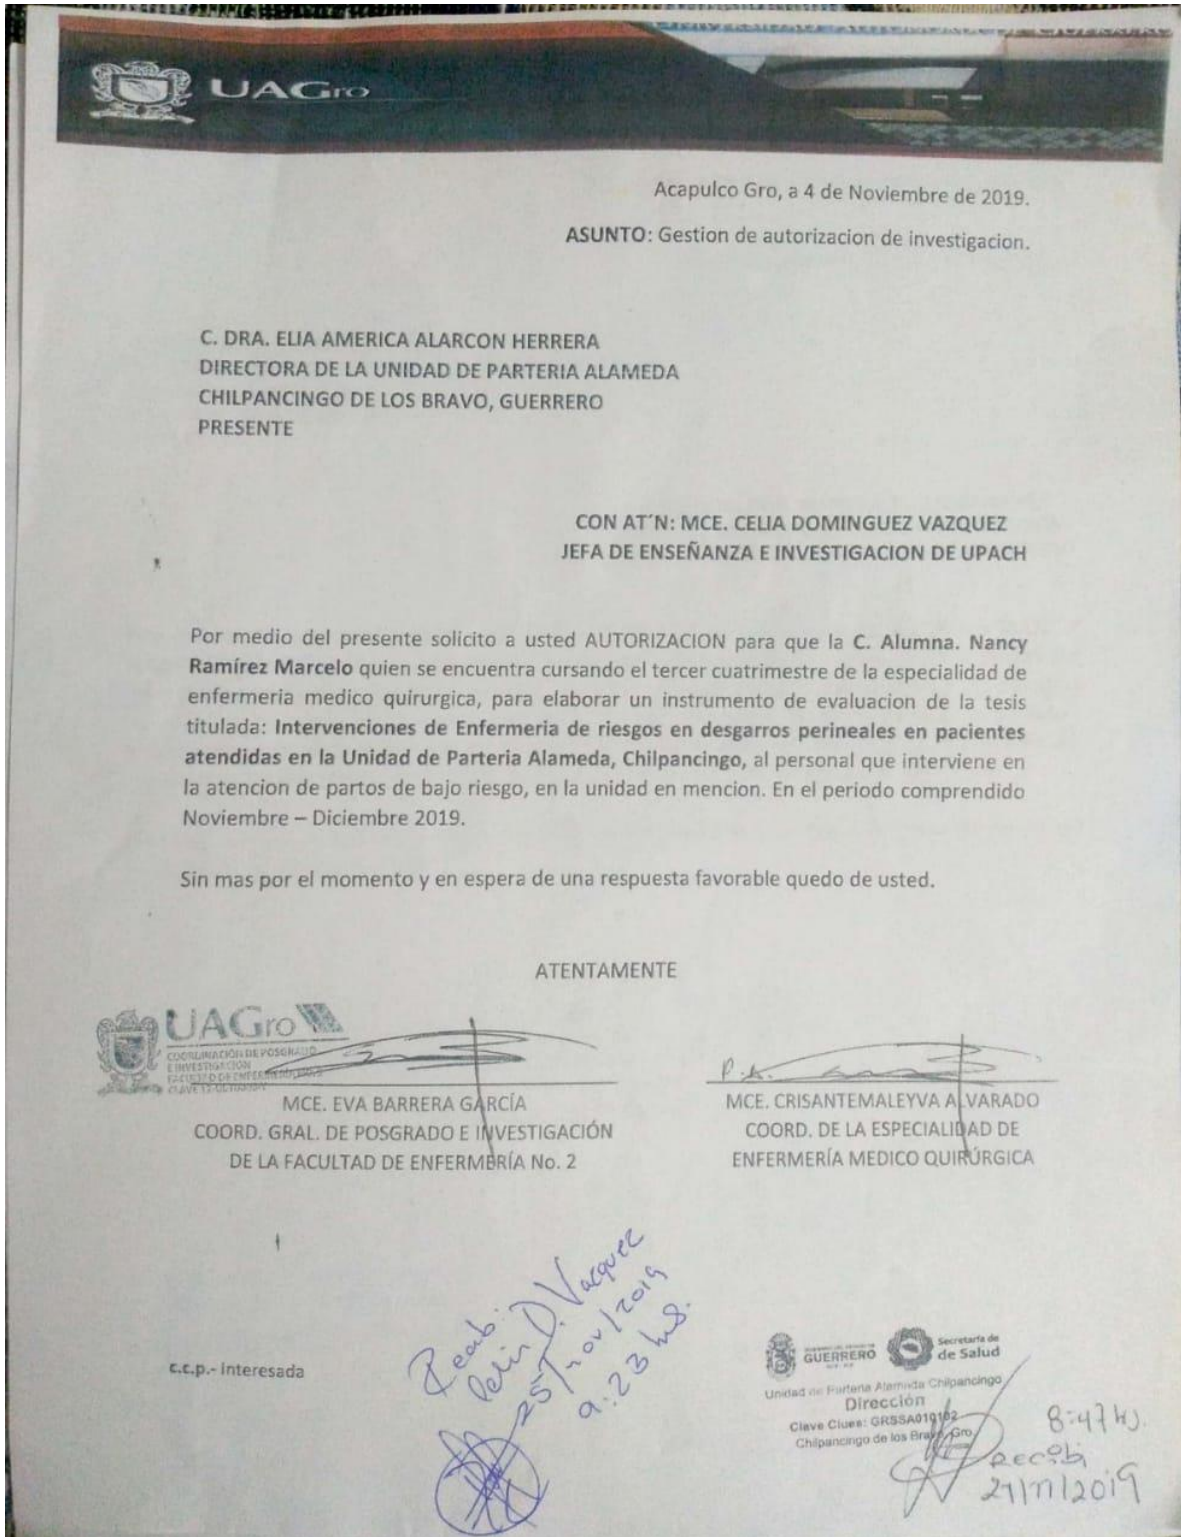 UAGro
Acapulco Gro, a 4 de Noviembre de 2019.
ASUNTO: Gestion de autorizacion de investigacion.
C. DRA. ELIA AMERICA ALARCON HERRERA
DIRECTORA DE LA UNIDAD DE PARTERIA ALAMEDA
CHILPANCINGO DE LOS BRAVO, GUERRERO
PRESENTE
CON AT´N: MCE. CELIA DOMINGUEZ VAZQUEZ
JEFA DE ENSEÑANZA E INVESTIGACION DE UPACH
Por medio del presente solicito a usted AUTORIZACION para que la C. Alumna. Nancy
Ramírez Marcelo quien se encuentra cursando el tercer cuatrimestre de la especialidad de
enfermeria medico quirurgica, para elaborar un instrumento de evaluacion de la tesis
titulada: Intervenciones de Enfermeria de riesgos en desgarros perineales en pacientes
atendidas en la Unidad de Parteria Alameda, Chilpancingo, al personal que interviene en
la atencion de partos de bajo riesgo, en la unidad en mencion. En el periodo comprendido
Noviembre – Diciembre 2019.
Sin mas por el momento y en espera de una respuesta favorable quedo de usted.
ATENTAMENTE
UAGro
COORDINACIÓN DE POSGRADO
E INVESTIGACIÓN
P.A.
MCE. EVA BARRERA GARCÍA
COORD. GRAL. DE POSGRADO E INVESTIGACIÓN
DE LA FACULTAD DE ENFERMERÍA No. 2
MCE. CRISANTEMALEYVA ALVARADO
COORD. DE LA ESPECIALIDAD DE
ENFERMERÍA MEDICO QUIRÚRGICA
D. Vazquez
25/nov/2019
9:23 hrs.
c.c.p.- Interesada
GUERRERO
Secretaría de
de Salud
Unidad de Parteria Alameda Chilpancingo
Dirección
Clave Clues: GRSSA010102
Chilpancingo de los Bravo, Gro
8:47 hs.
Recibi